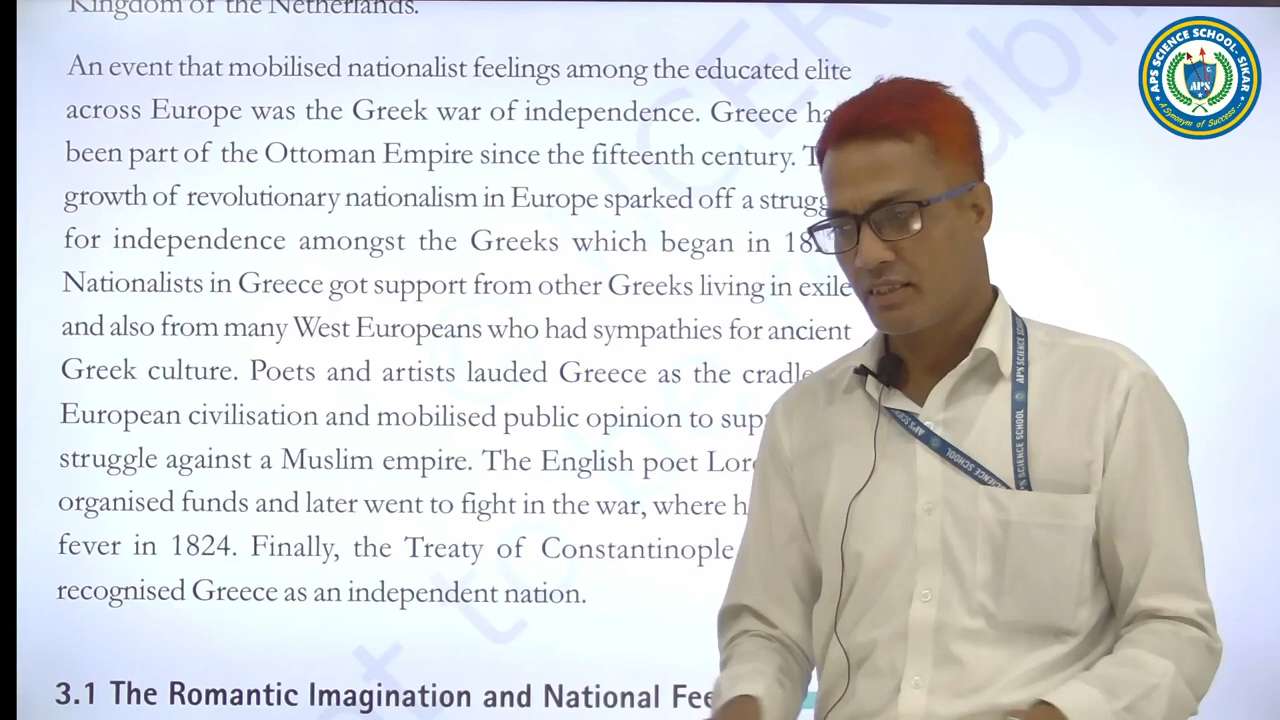 Kingdom of the Netherlands.
An event that mobilised nationalist feelings among the educated elite
across Europe was the Greek war of independence. Greece
been part of the Ottoman Empire since the fifteenth century.
growth of revolutionary nationalism in Europe sparked off a
for independence amongst the Greeks which began in
Nationalists in Greece got support from other Greeks living in exile
and also from many West Europeans who had sympathies for ancient
Greek culture. Poets and artists lauded Greece as the cradle
European civilisation and mobilised public opinion to
struggle against a Muslim empire. The English poet
organised funds and later went to fight in the war, where
fever in 1824. Finally, the Treaty of Constantinople
recognised Greece as an independent nation.
3.1 The Romantic Imagination and National
APS SCIENCE SCHOOL-SIKAR
APS
A Synonym of Success
APS SCIENCE SCHOOL
SCIENCE SCHOOL